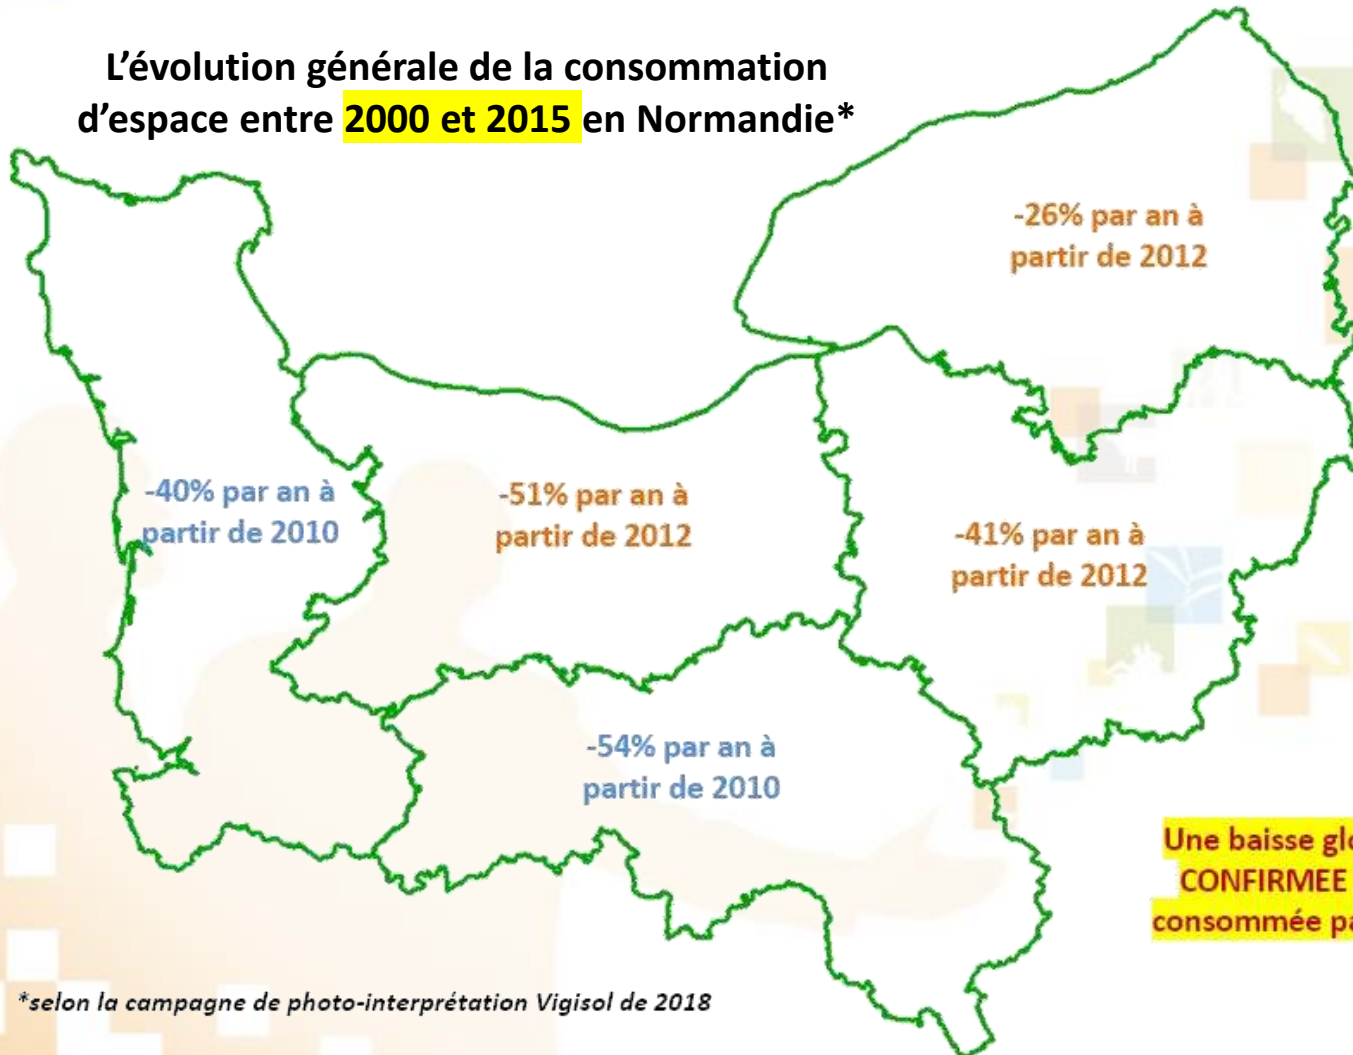 L'évolution générale de la consommation
d'espace entre 2000 et 2015 en Normandie*
-26% par an à
partir de 2012
-40% par an à
partir de 2010
-51% par an à
partir de 2012
-41% par an à
partir de 2012
-54% par an à
partir de 2010
Une baisse glo
CONFIRMEE
consommée pa
*selon la campagne de photo-interprétation Vigisol de 2018